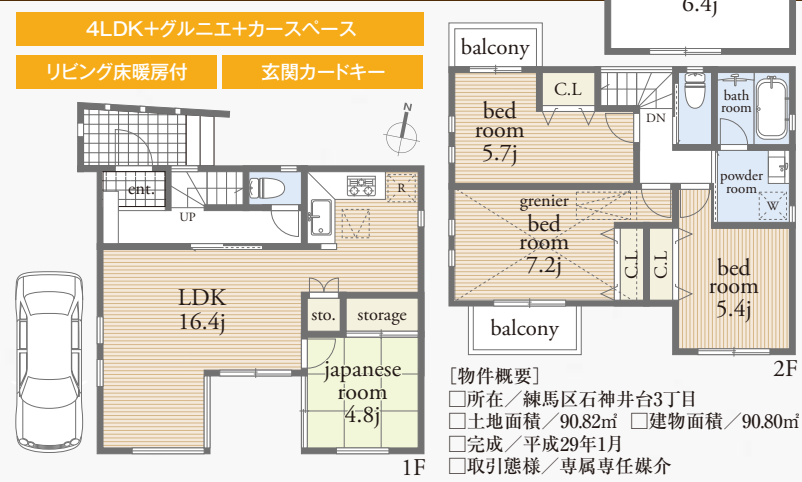 4LDK+グルニエ+カースペース
リビング床暖房付
玄関カードキー
N
ent.
UP
R
LDK
16.4j
sto.
storage
japanese
room
4.8j
1F
6.4j
balcony
bed
room
5.7j
C.L
DN
bath
room
powder
room
W
grenier
bed
room
7.2j
C.L
C.L
bed
room
5.4j
balcony
2F
[物件概要]
□所在/練馬区石神井台3丁目
□土地面積/90.82㎡ □建物面積/90.80㎡
□完成/平成29年1月
□取引態様/専属専任媒介